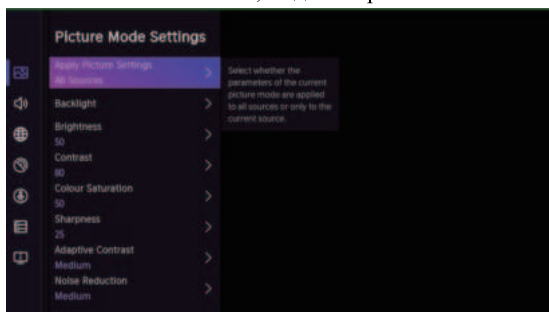 Picture Mode Settings
Apply Picture Settings
All Sources
Select whether the
parameters of the current
picture mode are applied
to all sources or only to the
current source.
Backlight
Brightness
50
Contrast
80
Colour Saturation
50
Sharpness
25
Adaptive Contrast
Medium
Noise Reduction
Medium